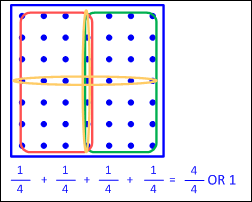 1/4 + 1/4 + 1/4 + 1/4 = 4/4 OR 1